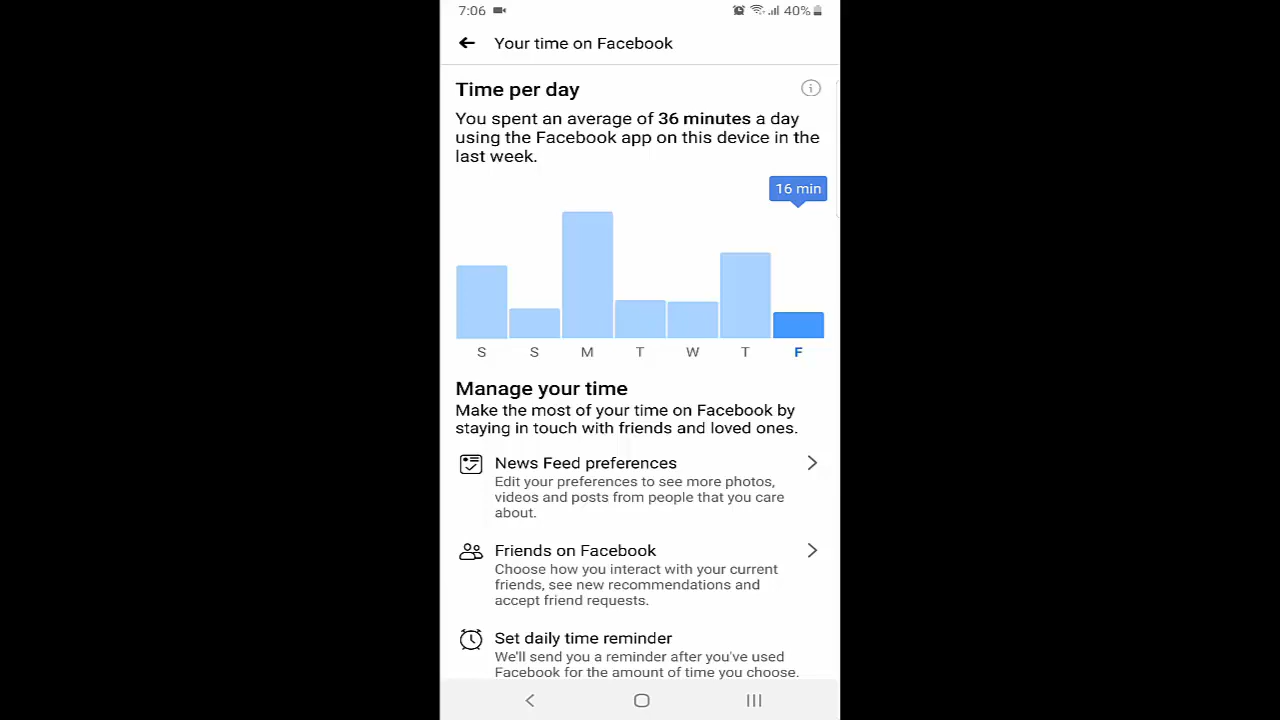 7:06 40%
Your time on Facebook
Time per day
You spent an average of 36 minutes a day
using the Facebook app on this device in the
last week.
16 min
S S M T W T F
Manage your time
Make the most of your time on Facebook by
staying in touch with friends and loved ones.
News Feed preferences
Edit your preferences to see more photos,
videos and posts from people that you care
about.
Friends on Facebook
Choose how you interact with your current
friends, see new recommendations and
accept friend requests.
Set daily time reminder
We'll send you a reminder after you've used
Facebook for the amount of time you choose.